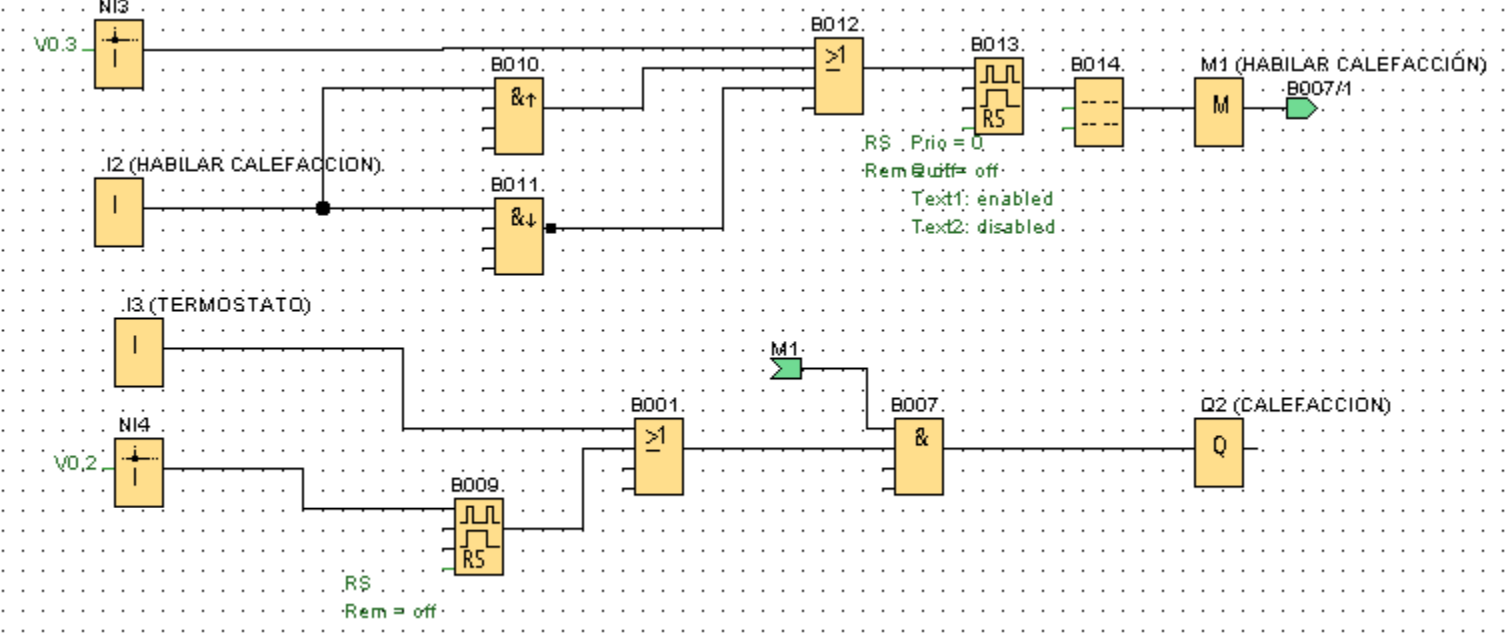 NI3
V0.3
I
B010.
&↑
B012
>1
B013.
RS
B014.
M1 (HABILAR CALEFACCIÓN)
M
B007/1
RS Prio = 0
Rem = off
Text1: enabled
Text2: disabled
I2 (HABILAR CALEFACCION)
I
B011.
&↓
I3 (TERMOSTATO)
I
M1
B001.
>1
B007
&
Q2 (CALEFACCION)
Q
NI4
V0.2
I
B009.
RS
RS
Rem = off